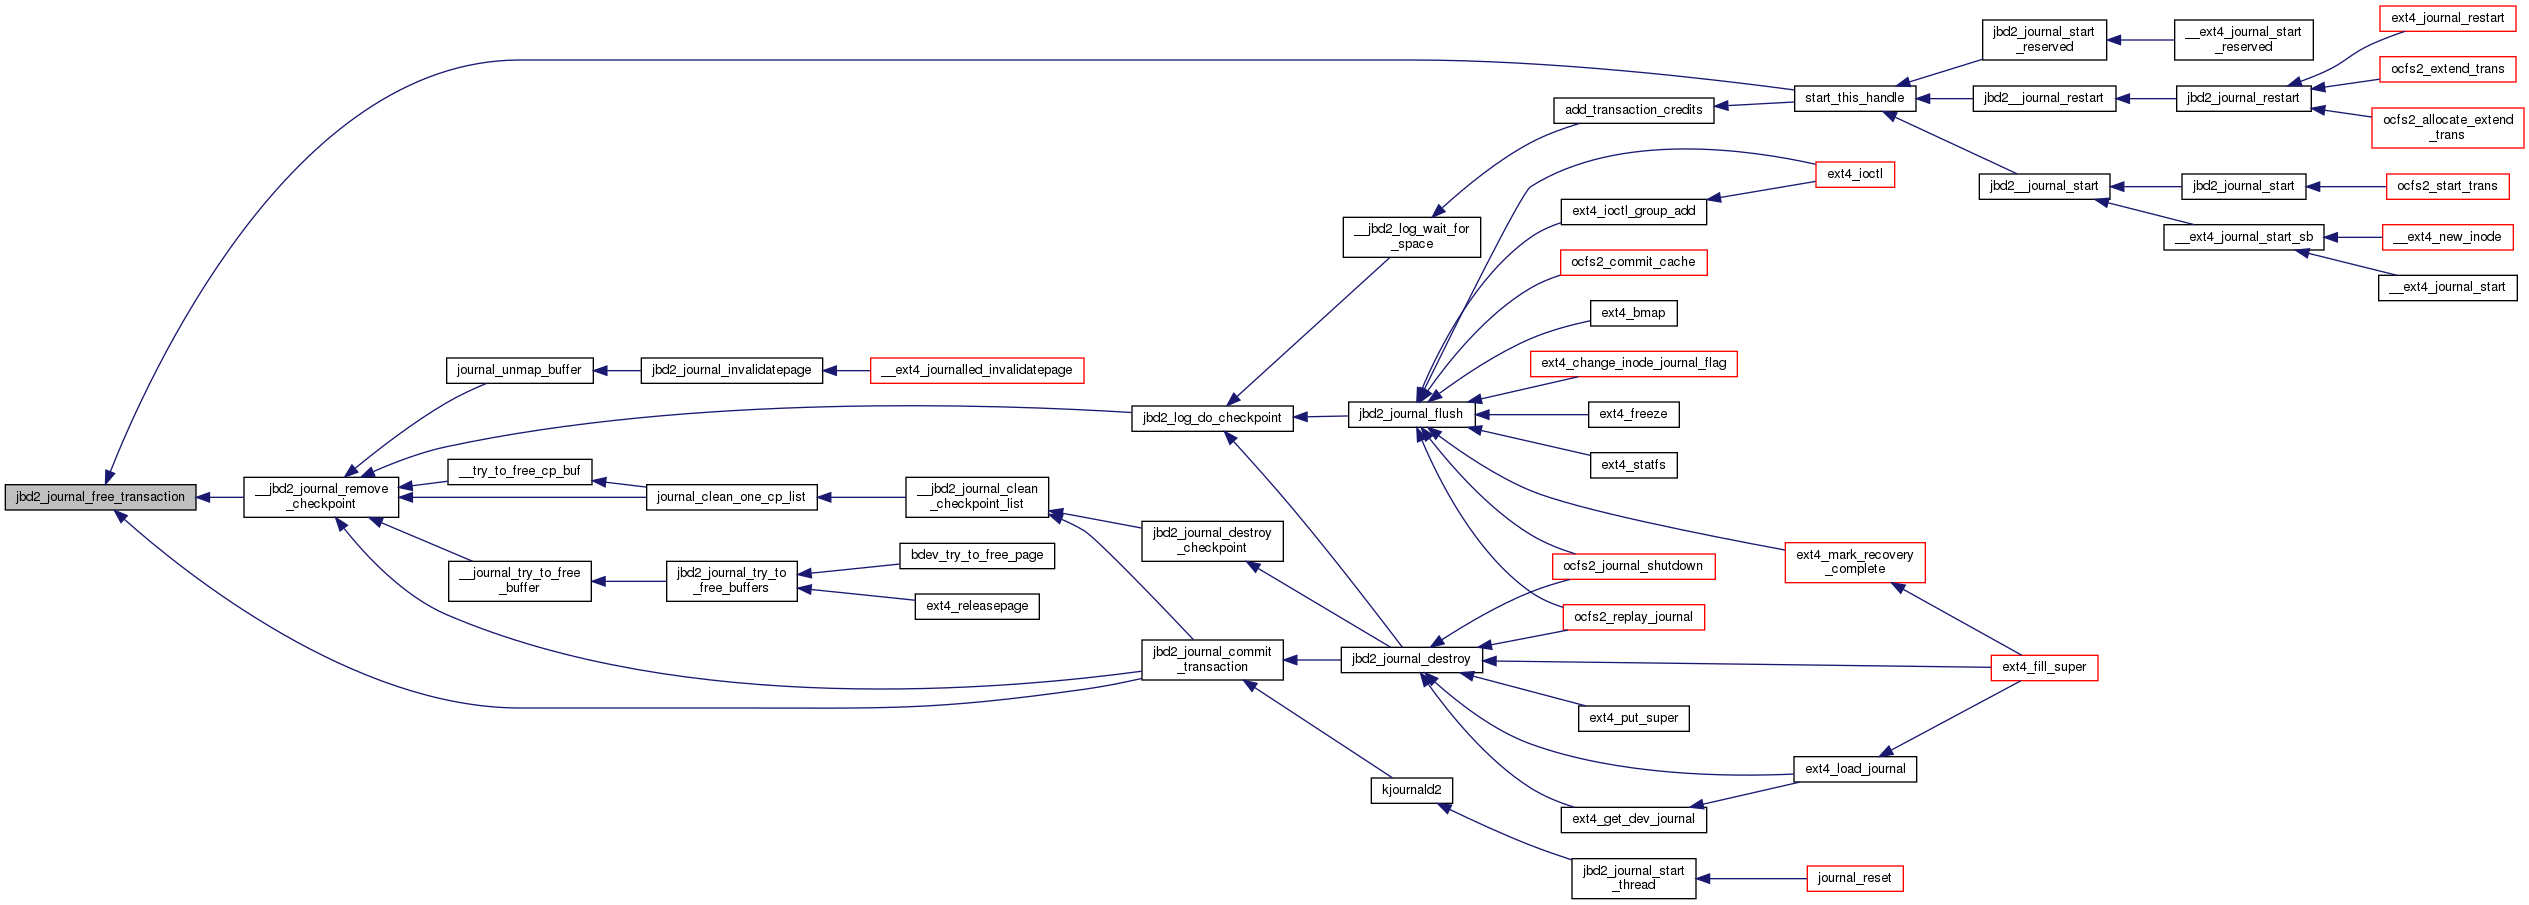 jbd2_journal_free_transaction
__jbd2_journal_remove
_checkpoint
journal_unmap_buffer
jbd2_journal_invalidatepage
__ext4_journalled_invalidatepage
__try_to_free_cp_buf
journal_clean_one_cp_list
__jbd2_journal_clean
_checkpoint_list
__journal_try_to_free
_buffer
jbd2_journal_try_to
_free_buffers
bdev_try_to_free_page
ext4_releasepage
jbd2_log_do_checkpoint
jbd2_journal_destroy
_checkpoint
jbd2_journal_commit
_transaction
__jbd2_log_wait_for
_space
jbd2_journal_flush
jbd2_journal_destroy
kjournald2
add_transaction_credits
ext4_ioctl_group_add
ocfs2_commit_cache
ext4_bmap
ext4_change_inode_journal_flag
ext4_freeze
ext4_statfs
ocfs2_journal_shutdown
ocfs2_replay_journal
ext4_put_super
ext4_get_dev_journal
jbd2_journal_start
_thread
start_this_handle
ext4_ioctl
ext4_mark_recovery
_complete
ext4_fill_super
ext4_load_journal
journal_reset
jbd2_journal_start
_reserved
__ext4_journal_start
_reserved
jbd2__journal_restart
jbd2_journal_restart
ext4_journal_restart
ocfs2_extend_trans
ocfs2_allocate_extend
_trans
jbd2__journal_start
jbd2_journal_start
ocfs2_start_trans
__ext4_journal_start_sb
__ext4_new_inode
__ext4_journal_start